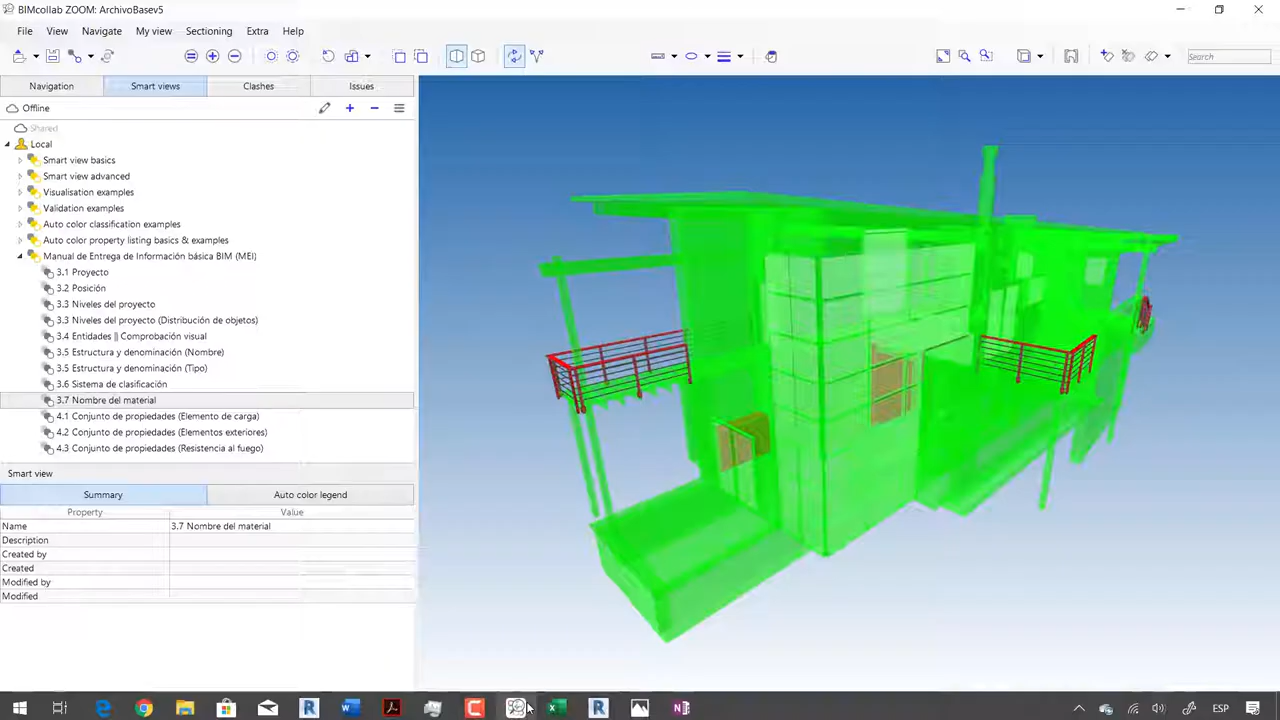 BIMcollab ZOOM: ArchivoBasev5
File View Navigate My view Sectioning Extra Help
Search
Navigation Smart views Clashes Issues
Offline
Shared
Local
Smart view basics
Smart view advanced
Visualisation examples
Validation examples
Auto color classification examples
Auto color property listing basics & examples
Manual de Entrega de Información básica BIM (MEI)
3.1 Proyecto
3.2 Posición
3.3 Niveles del proyecto
3.3 Niveles del proyecto (Distribución de objetos)
3.4 Entidades || Comprobación visual
3.5 Estructura y denominación (Nombre)
3.5 Estructura y denominación (Tipo)
3.6 Sistema de clasificación
3.7 Nombre del material
4.1 Conjunto de propiedades (Elemento de carga)
4.2 Conjunto de propiedades (Elementos exteriores)
4.3 Conjunto de propiedades (Resistencia al fuego)
Smart view
Summary Auto color legend
Property Value
Name 3.7 Nombre del material
Description
Created by
Created
Modified by
Modified
ESP